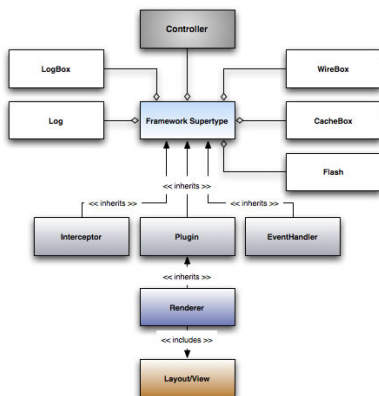 Controller
LogBox
WireBox
Log
Framework Supertype
CacheBox
Flash
<< inherits >>
<< inherits >>
<< inherits >>
Interceptor
Plugin
EventHandler
<< inherits >>
Renderer
<< includes >>
Layout/View